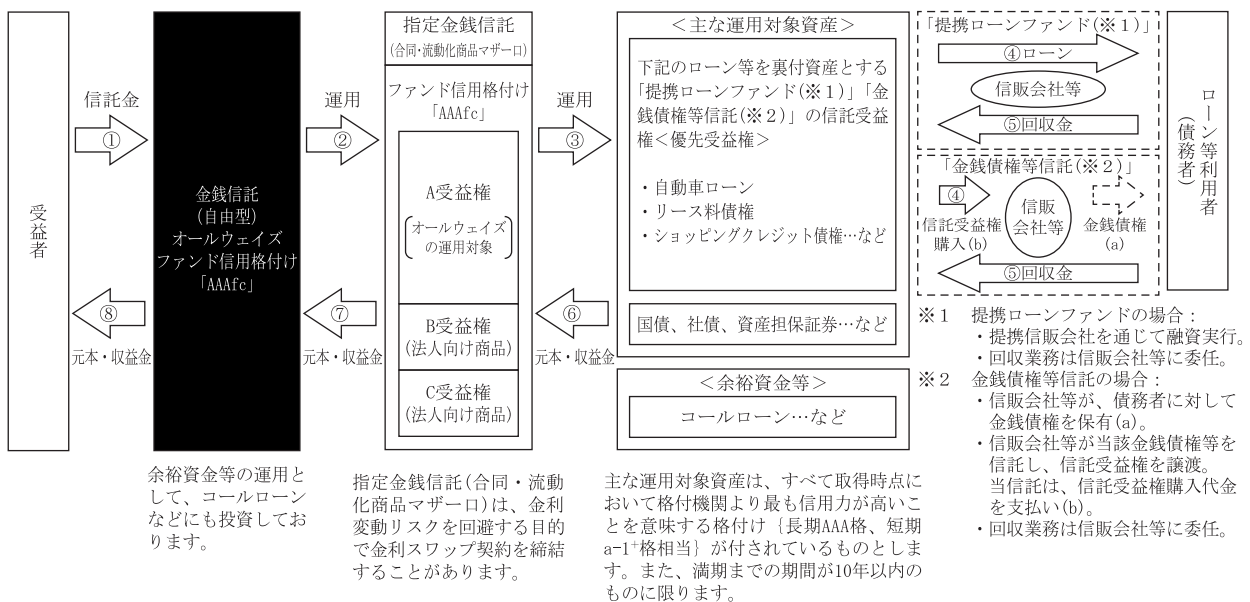 受益者
信託金
①
⑧
元本・収益金
金銭信託
(自由型)
オールウェイズ
ファンド信用格付け
「AAAfc」
余裕資金等の運用と
して、コールローン
などにも投資してお
ります。
運用
②
⑦
元本・収益金
指定金銭信託
(合同・流動化商品マザー口)
ファンド信用格付け
「AAAfc」
A受益権
オールウェイズ
の運用対象
B受益権
(法人向け商品)
C受益権
(法人向け商品)
指定金銭信託(合同・流動
化商品マザー口)は、金利
変動リスクを回避する目的
で金利スワップ契約を締結
することがあります。
運用
③
⑥
元本・収益金
<主な運用対象資産>
下記のローン等を裏付資産とする
「提携ローンファンド(※1)」「金
銭債権等信託(※2)」の信託受益
権<優先受益権>
・自動車ローン
・リース料債権
・ショッピングクレジット債権…など
国債、社債、資産担保証券…など
<余裕資金等>
コールローン…など
主な運用対象資産は、すべて取得時点に
おいて格付機関より最も信用力が高いこ
とを意味する格付け{長期AAA格、短期
a-1⁺格相当}が付されているものとしま
す。また、満期までの期間が10年以内の
ものに限ります。
「提携ローンファンド(※1)」
④ローン
信販会社等
⑤回収金
「金銭債権等信託(※2)」
④
信託受益権
購入(b)
信販
会社等
金銭債権
(a)
⑤回収金
ローン等利用者
(債務者)
※1 提携ローンファンドの場合：
・提携信販会社を通じて融資実行。
・回収業務は信販会社等に委任。
※2 金銭債権等信託の場合：
・信販会社等が、債務者に対して
金銭債権を保有(a)。
・信販会社等が当該金銭債権等を
信託し、信託受益権を譲渡。
当信託は、信託受益権購入代金
を支払い(b)。
・回収業務は信販会社等に委任。